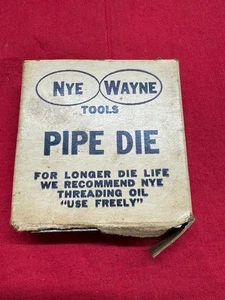 NYE WAYNE
TOOLS
PIPE DIE
FOR LONGER DIE LIFE
WE RECOMMEND NYE
THREADING OIL
"USE FREELY"